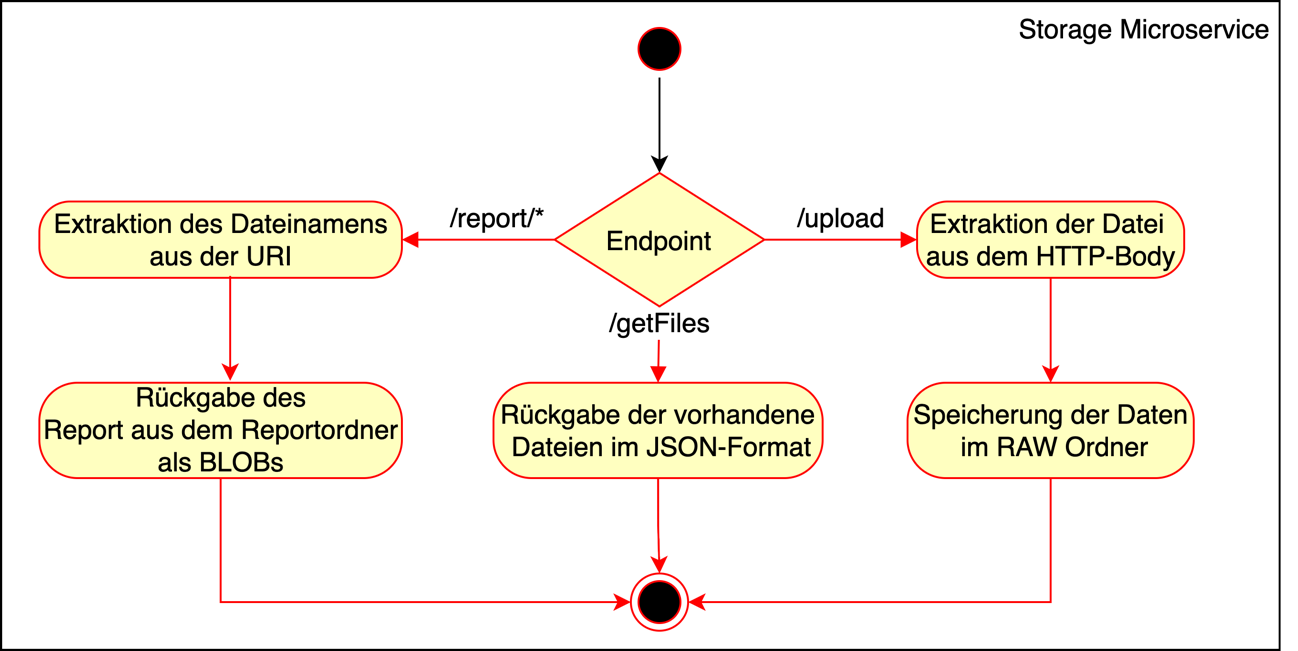 Storage Microservice
/report/*
Endpoint
/upload
Extraktion des Dateinamens
aus der URI
Extraktion der Datei
aus dem HTTP-Body
/getFiles
Rückgabe des
Report aus dem Reportordner
als BLOBs
Rückgabe der vorhandene
Dateien im JSON-Format
Speicherung der Daten
im RAW Ordner